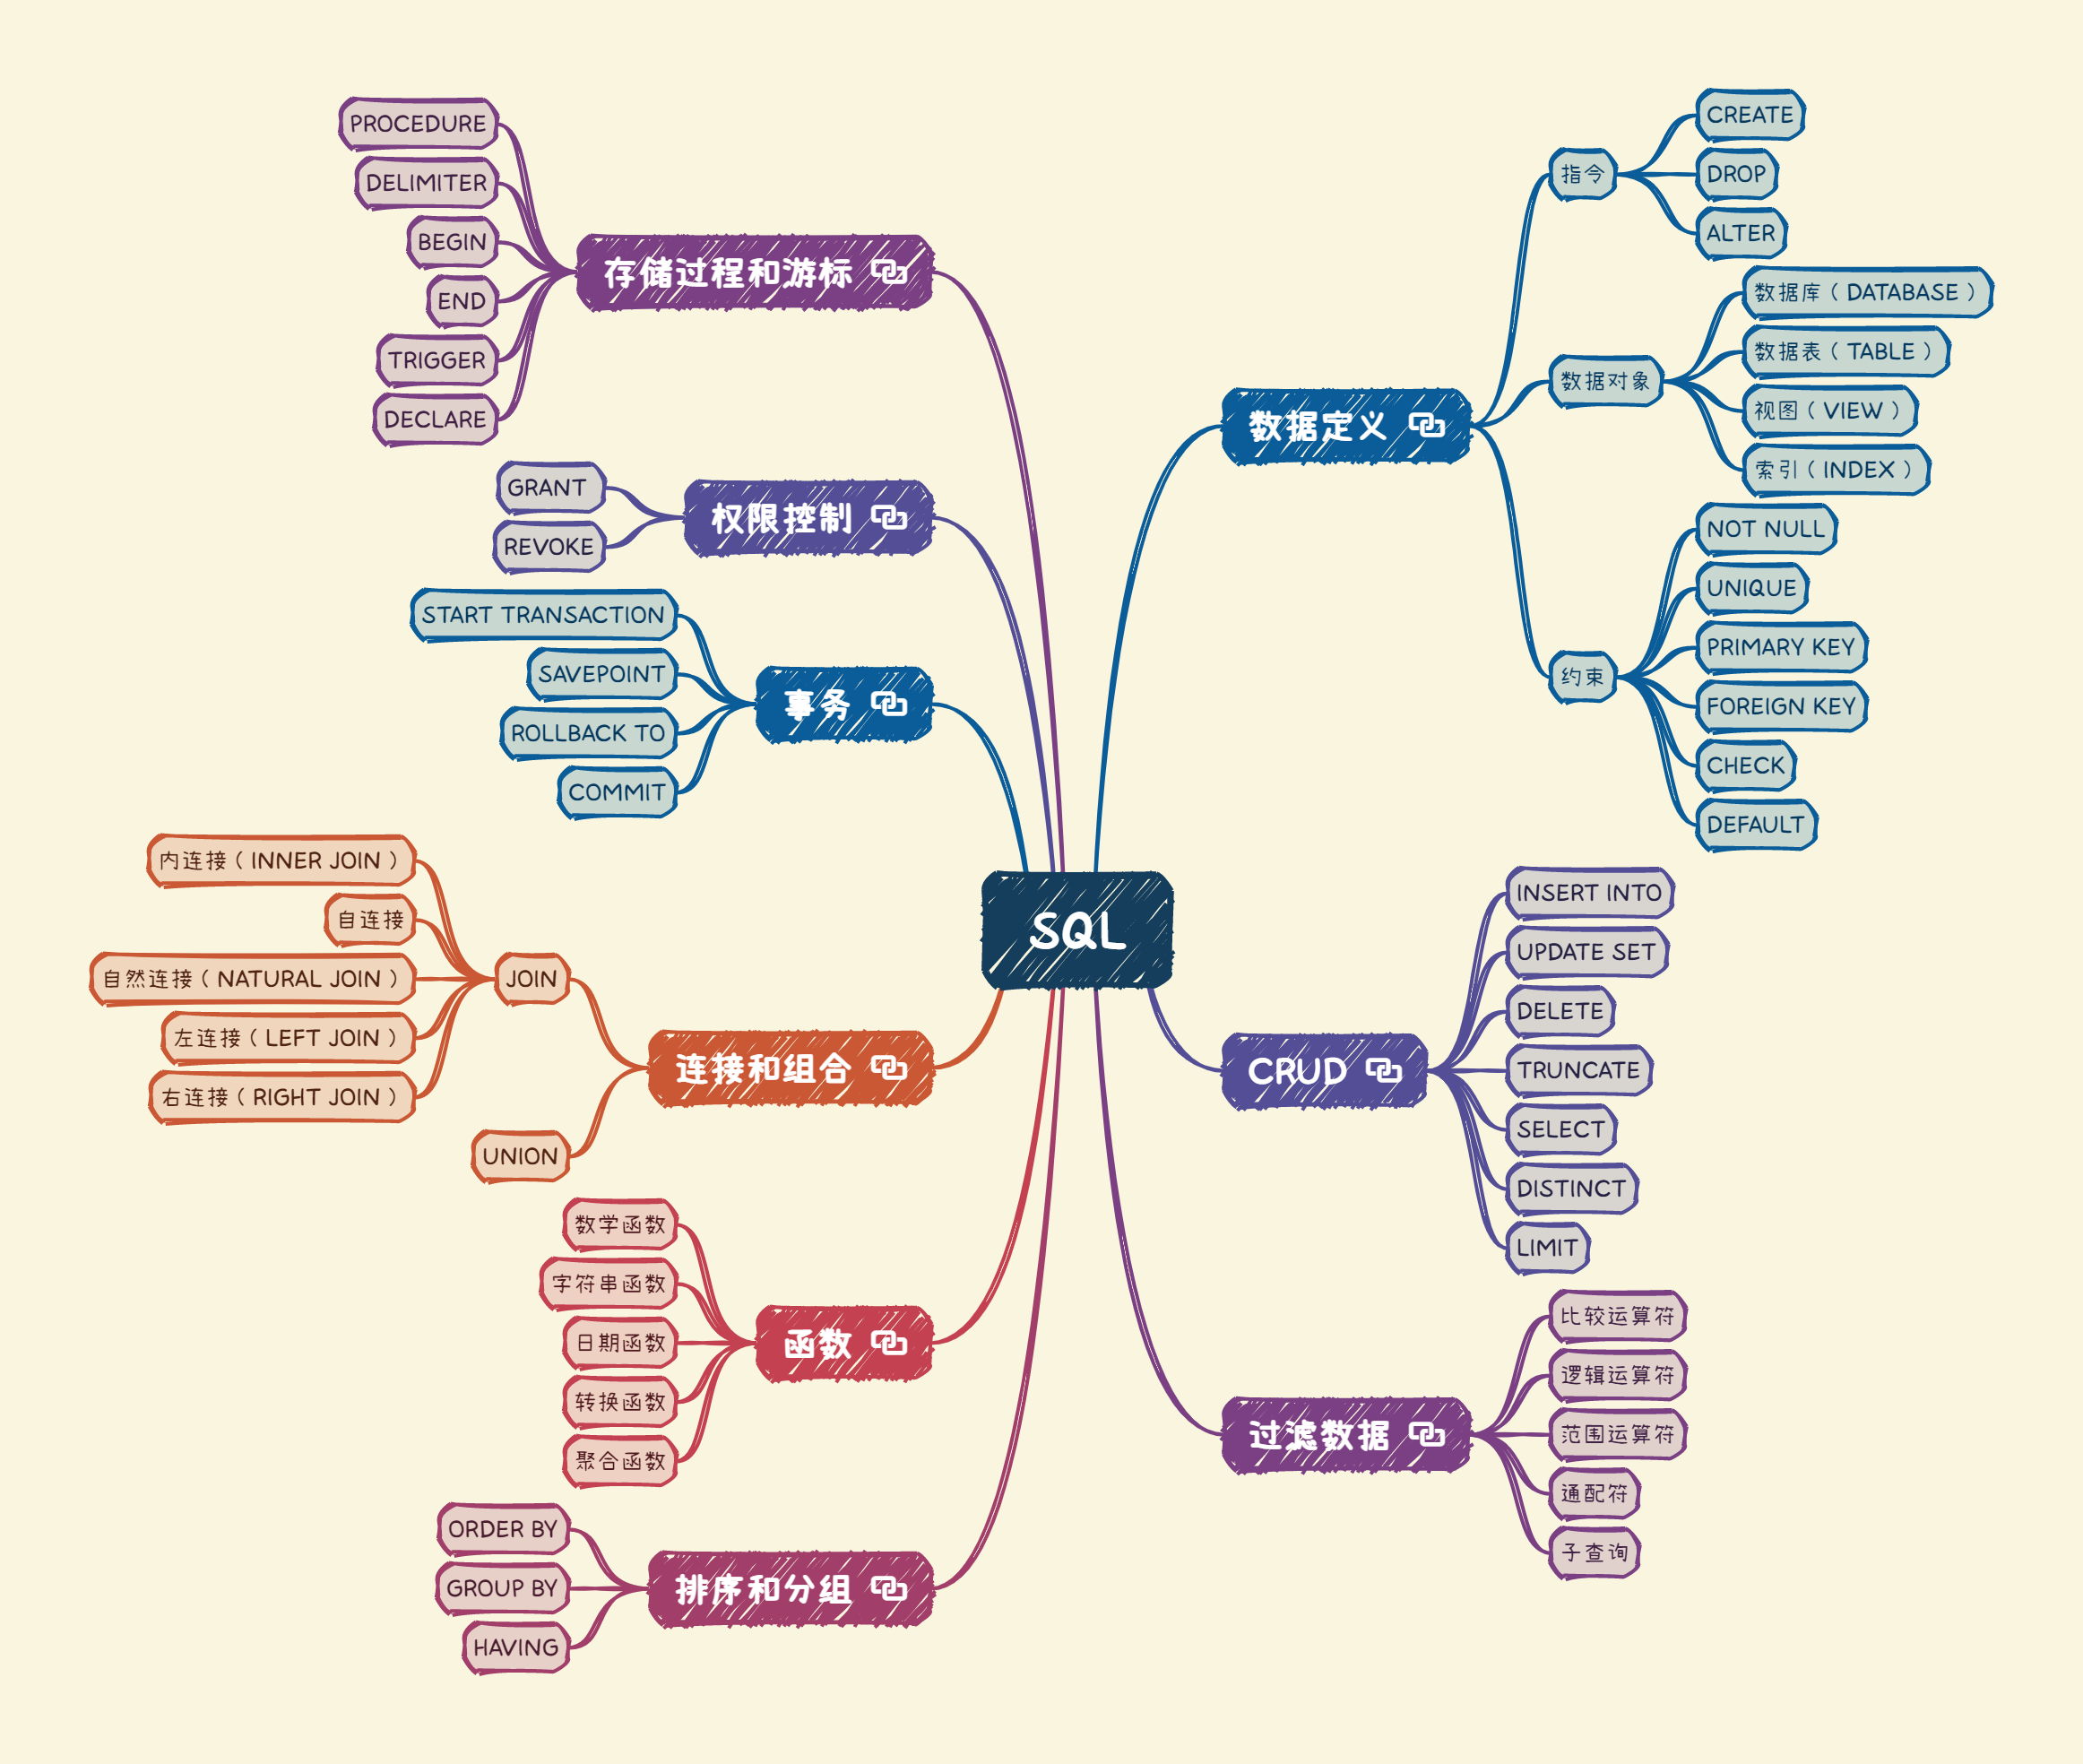 SQL
数据定义
指令
CREATE
DROP
ALTER
数据对象
数据库（DATABASE）
数据表（TABLE）
视图（VIEW）
索引（INDEX）
约束
NOT NULL
UNIQUE
PRIMARY KEY
FOREIGN KEY
CHECK
DEFAULT
CRUD
INSERT INTO
UPDATE SET
DELETE
TRUNCATE
SELECT
DISTINCT
LIMIT
过滤数据
比较运算符
逻辑运算符
范围运算符
通配符
子查询
存储过程和游标
PROCEDURE
DELIMITER
BEGIN
END
TRIGGER
DECLARE
权限控制
GRANT
REVOKE
事务
START TRANSACTION
SAVEPOINT
ROLLBACK TO
COMMIT
连接和组合
JOIN
内连接（INNER JOIN）
自连接
自然连接（NATURAL JOIN）
左连接（LEFT JOIN）
右连接（RIGHT JOIN）
UNION
函数
数学函数
字符串函数
日期函数
转换函数
聚合函数
排序和分组
ORDER BY
GROUP BY
HAVING